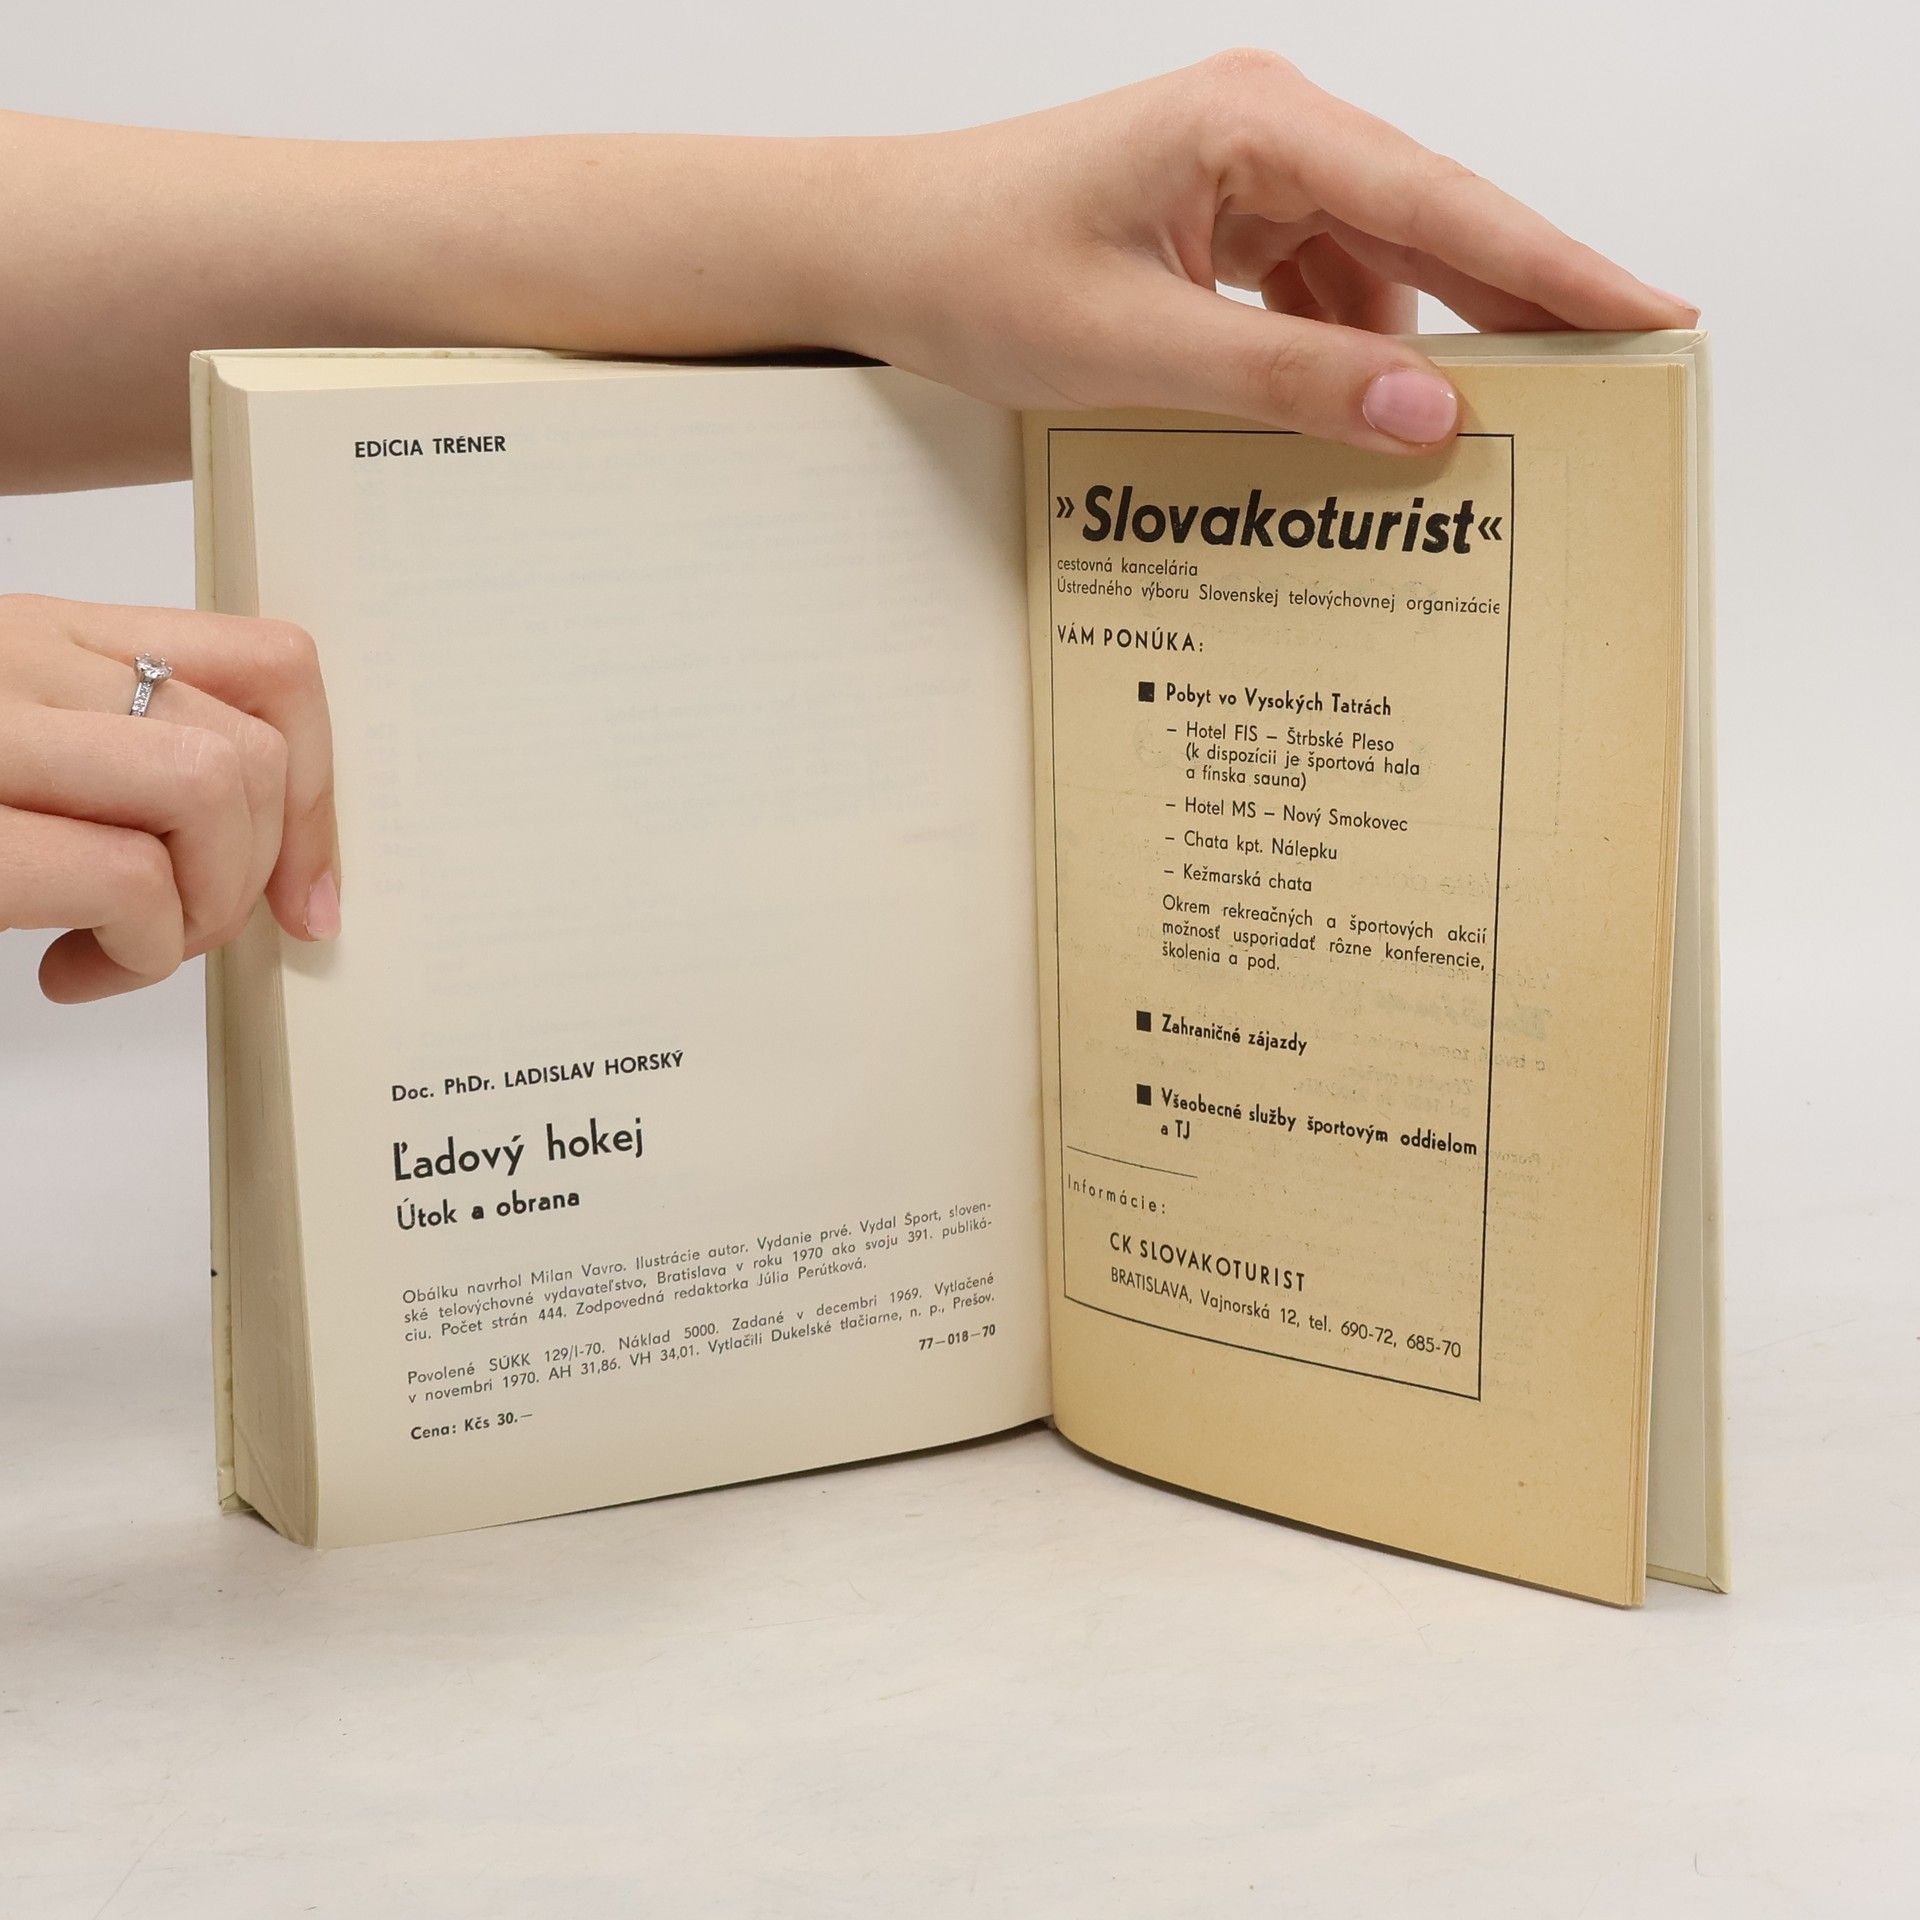 EDÍCIA TRÉNER
Doc. PhDr. LADISLAV HORSKÝ
Ľadový hokej
Útok a obrana
Obálku navrhol Milan Vavro. Ilustrácie autor. Vydanie prvé. Vydal Šport, sloven-
ské telovýchovné vydavateľstvo, Bratislava v roku 1970 ako svoju 391. publiká-
ciu. Počet strán 444. Zodpovedná redaktorka Júlia Perútková.
Povolené SÚKK 129/I-70. Náklad 5000. Zadané v decembri 1969. Vytlačené
v novembri 1970. AH 31,86. VH 34,01. Vytlačili Dukelské tlačiarne, n. p., Prešov.
77—018—70
Cena: Kčs 30.—
»Slovakoturist«
cestovná kancelária
Ústredného výboru Slovenskej telovýchovnej organizácie
VÁM PONÚKA:
■ Pobyt vo Vysokých Tatrách
– Hotel FIS – Štrbské Pleso
(k dispozícii je športová hala
a fínska sauna)
– Hotel MS – Nový Smokovec
– Chata kpt. Nálepku
– Kežmarská chata
Okrem rekreačných a športových akcií
možnosť usporiadať rôzne konferencie,
školenia a pod.
■ Zahraničné zájazdy
■ Všeobecné služby športovým oddielom
a TJ
Informácie:
CK SLOVAKOTURIST
BRATISLAVA, Vajnorská 12, tel. 690-72, 685-70